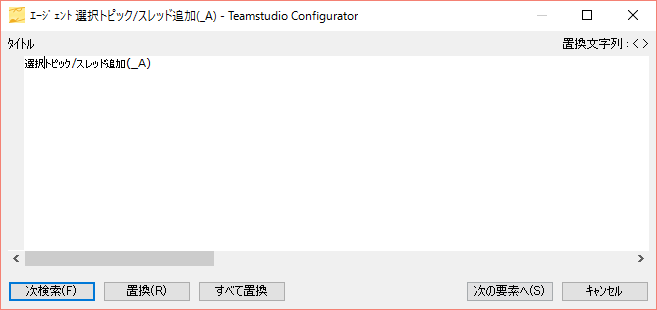 ｴｰｼﾞｪﾝﾄ 選択トピック/スレッド追加(_A) - Teamstudio Configurator
ﾀｲﾄﾙ 置換文字列 : < >
選択トピック/スレッド追加(_A)
次検索(F) 置換(R) すべて置換 次の要素へ(S) ｷｬﾝｾﾙ